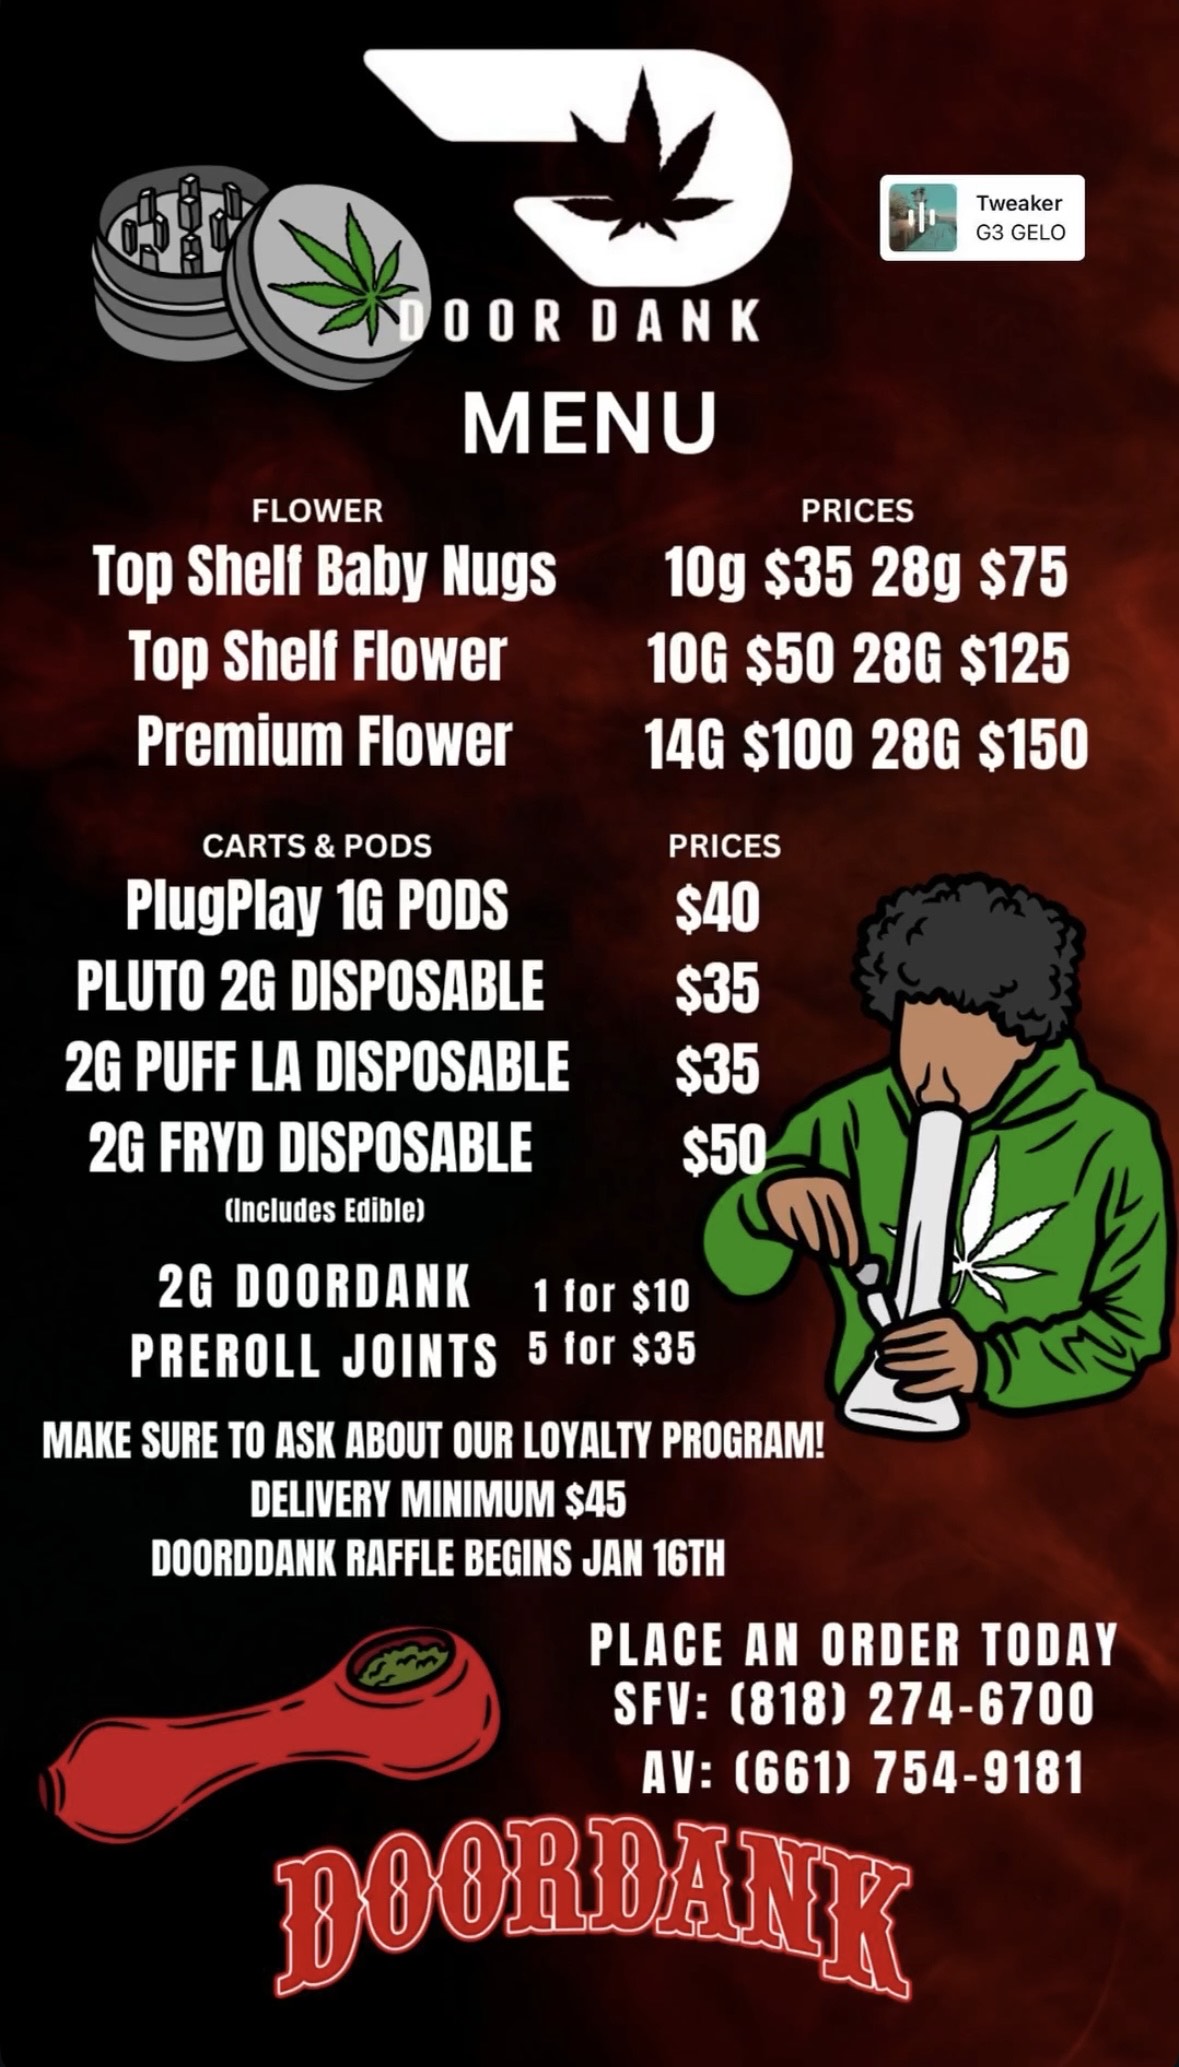 Tweaker
G3 GELO
DOORDANK
MENU
FLOWER PRICES
Top Shelf Baby Nugs 10g $35 28g $75
Top Shelf Flower 10G $50 28G $125
Premium Flower 14G $100 28G $150
CARTS & PODS PRICES
PlugPlay 1G PODS $40
PLUTO 2G DISPOSABLE $35
2G PUFF LA DISPOSABLE $35
2G FRYD DISPOSABLE $50
(Includes Edible)
2G DOORDANK 1 for $10
PREROLL JOINTS 5 for $35
MAKE SURE TO ASK ABOUT OUR LOYALTY PROGRAM!
DELIVERY MINIMUM $45
DOORDDANK RAFFLE BEGINS JAN 16TH
PLACE AN ORDER TODAY
SFV: (818) 274-6700
AV: (661) 754-9181
DOORDANK